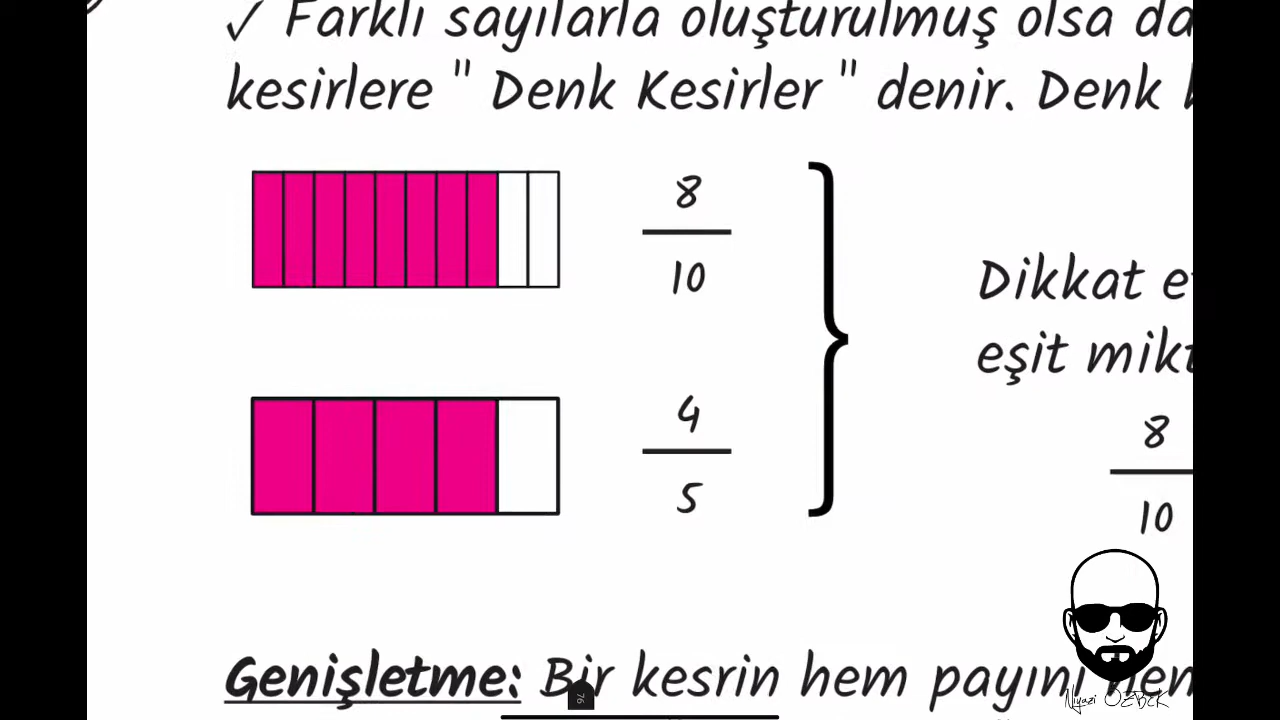 ✓ Farklı sayılarla oluşturulmuş olsa da
kesirlere " Denk Kesirler " denir. Denk
8
10
4
5
Dikkat
eşit
8
10
Genişletme: Bir kesrin hem payını
76
Niyazi ÖZBEK